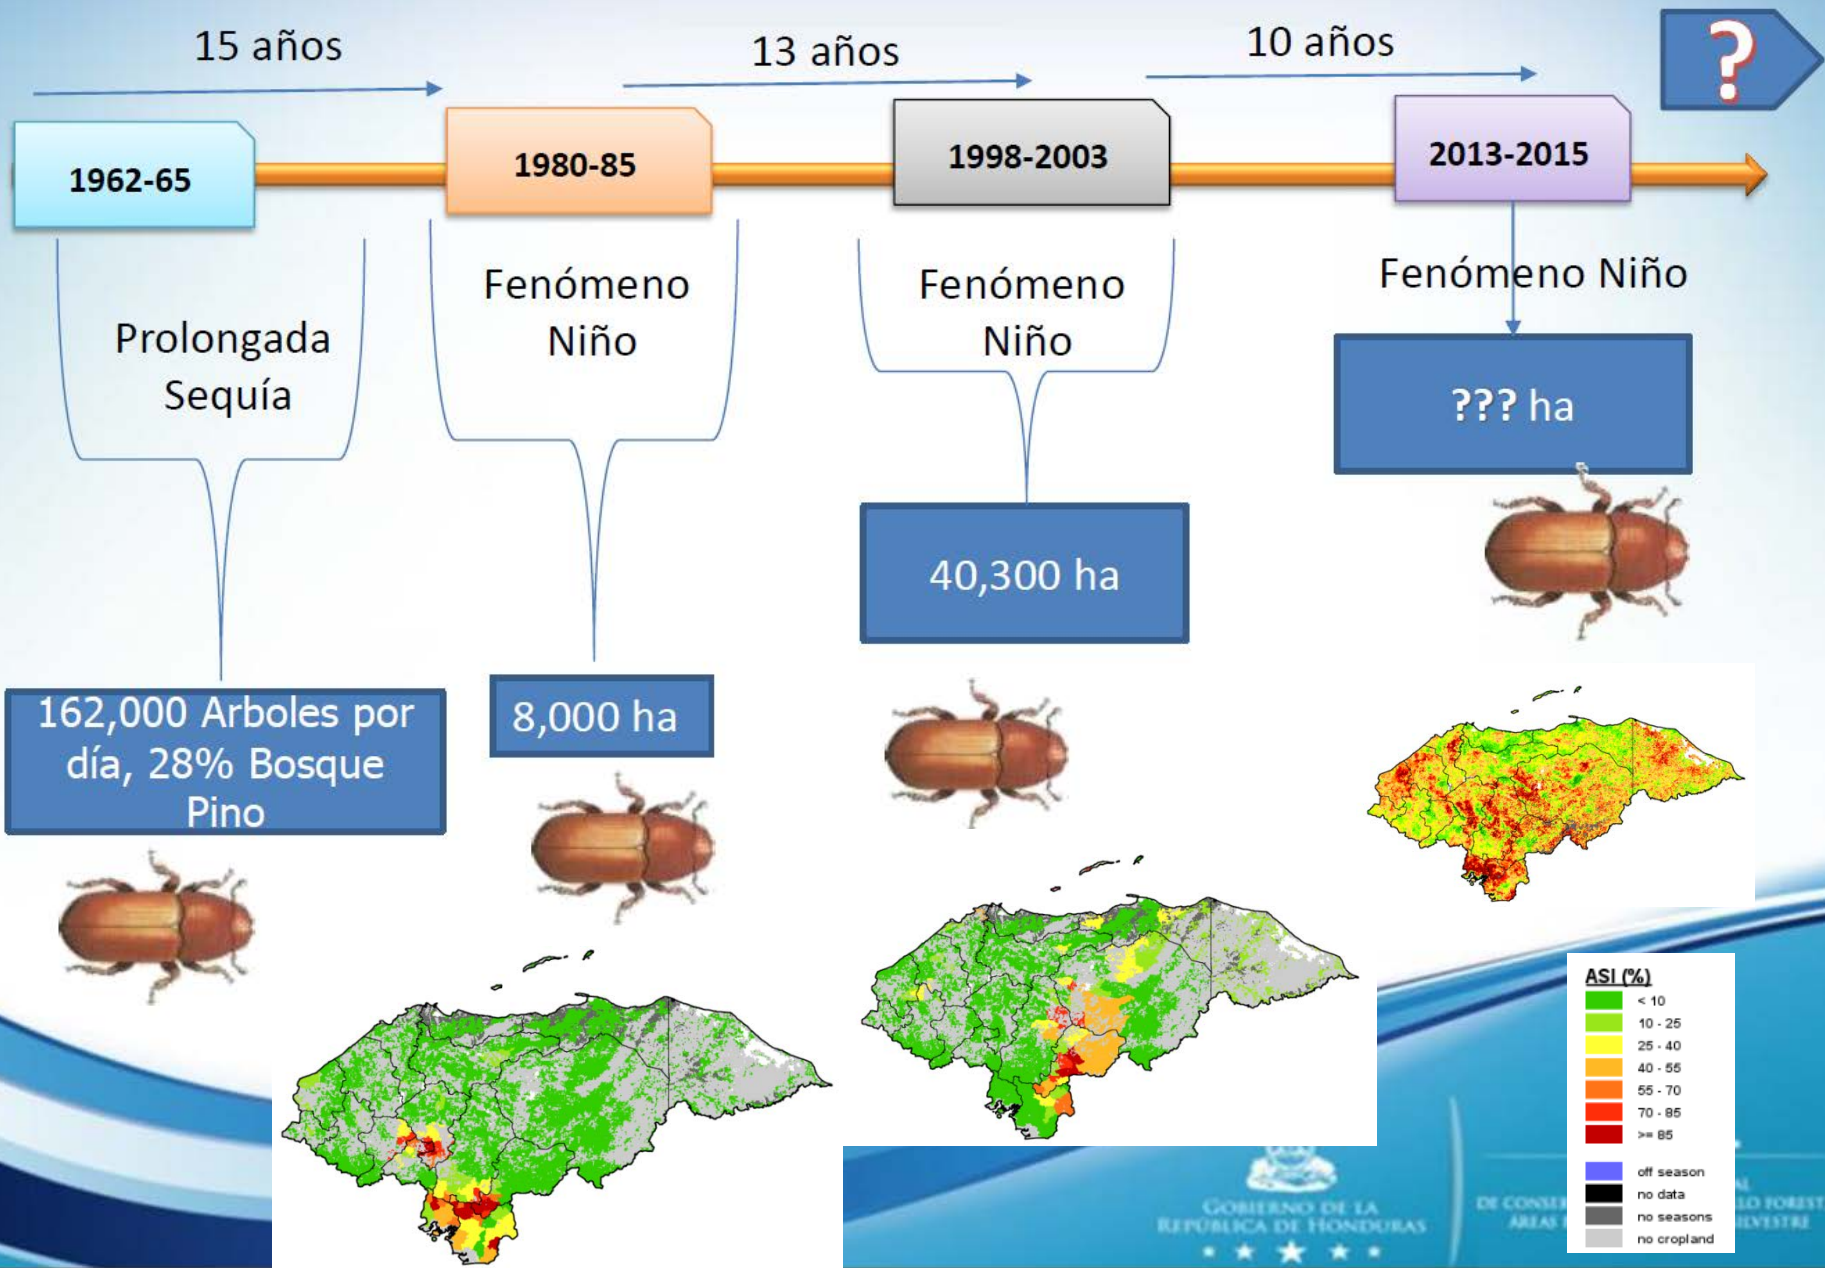 15 años
13 años
10 años
?
1962-65
1980-85
1998-2003
2013-2015
Prolongada
Sequía
Fenómeno
Niño
Fenómeno
Niño
Fenómeno Niño
162,000 Arboles por
día, 28% Bosque
Pino
8,000 ha
40,300 ha
??? ha
ASI (%)
< 10
10 - 25
25 - 40
40 - 55
55 - 70
70 - 85
>= 85
off season
no data
no seasons
no cropland
GOBIERNO DE LA
REPÚBLICA DE HONDURAS